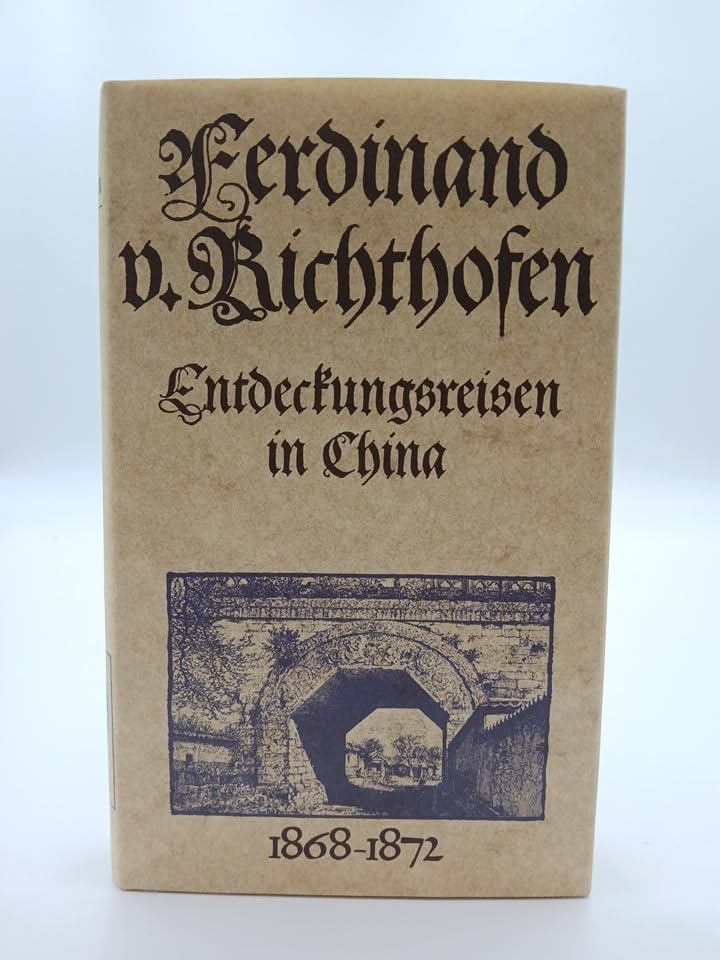 Ferdinand
v. Richthofen
Entdeckungsreisen
in China
1868-1872